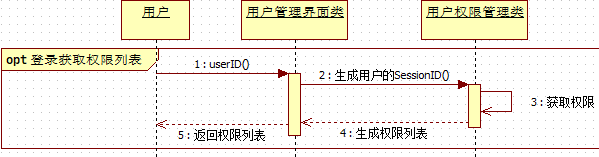 用户
用户管理界面类
用户权限管理类
opt 登录获取权限列表
1 : userID()
2 : 生成用户的SessionID()
3 : 获取权限
4 : 生成权限列表
5 : 返回权限列表